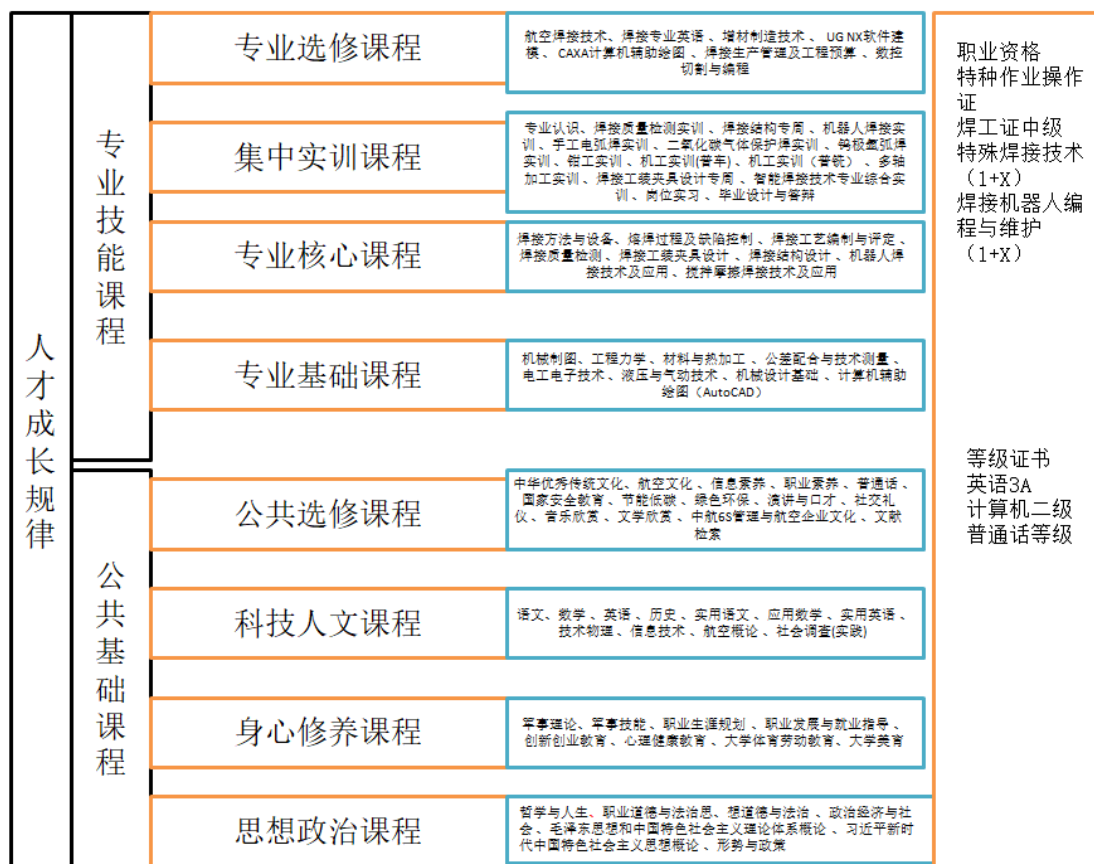 人才成长规律
专业技能课程
专业选修课程
航空焊接技术、焊接专业英语、增材制造技术、UG NX软件建
模、CAXA计算机辅助绘图、焊接生产管理及工程预算、数控
切割与编程
集中实训课程
专业认识、焊接质量检测实训、焊接结构专周、机器人焊接实
训、手工电弧焊实训、二氧化碳气体保护焊实训、钨极氩弧焊
实训、钳工实训、机工实训(普车)、机工实训（普铣）、多轴
加工实训、焊接工装夹具设计专周、智能焊接技术专业综合实
训、岗位实习、毕业设计与答辩
专业核心课程
焊接方法与设备、熔焊过程及缺陷控制、焊接工艺编制与评定、
焊接质量检测、焊接工装夹具设计、焊接结构设计、机器人焊
接技术及应用、搅拌摩擦焊接技术及应用
专业基础课程
机械制图、工程力学、材料与热加工、公差配合与技术测量、
电工电子技术、液压与气动技术、机械设计基础、计算机辅助
绘图（AutoCAD）
公共基础课程
公共选修课程
中华优秀传统文化、航空文化、信息素养、职业素养、普通话、
国家安全教育、节能低碳、绿色环保、演讲与口才、社交礼
仪、音乐欣赏、文学欣赏、中航6S管理与航空企业文化、文献
检索
科技人文课程
语文、数学、英语、历史、实用语文、应用数学、实用英语、
技术物理、信息技术、航空概论、社会调查(实践)
身心修养课程
军事理论、军事技能、职业生涯规划、职业发展与就业指导、
创新创业教育、心理健康教育、大学体育劳动教育、大学美育
思想政治课程
哲学与人生、职业道德与法治思、想道德与法治、政治经济与社
会、毛泽东思想和中国特色社会主义理论体系概论、习近平新时
代中国特色社会主义思想概论、形势与政策
职业资格
特种作业操作
证
焊工证中级
特殊焊接技术
（1+X）
焊接机器人编
程与维护
（1+X）
等级证书
英语3A
计算机二级
普通话等级